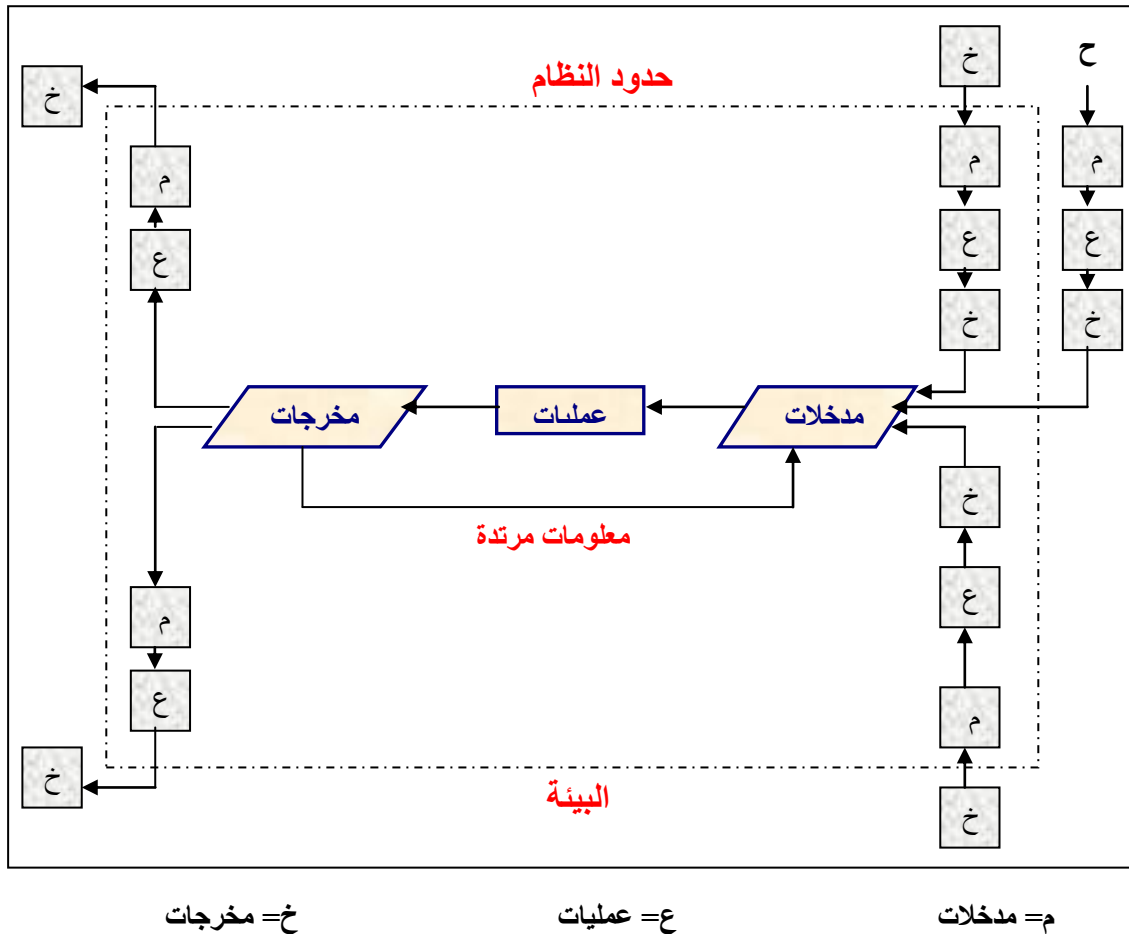 خ
ح
حدود النظام
خ
م
م
م
ع
ع
ع
خ
خ
مدخلات
عمليات
مخرجات
خ
معلومات مرتدة
ع
م
ع
م
خ
البيئة
خ
م= مدخلات
ع= عمليات
خ= مخرجات